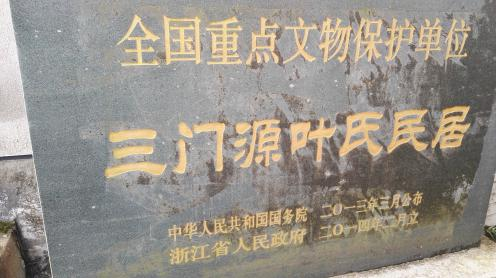 全国重点文物保护单位
三门源叶氏民居
中华人民共和国国务院 二〇一三年三月公布
浙江省人民政府 二〇一四年二月立